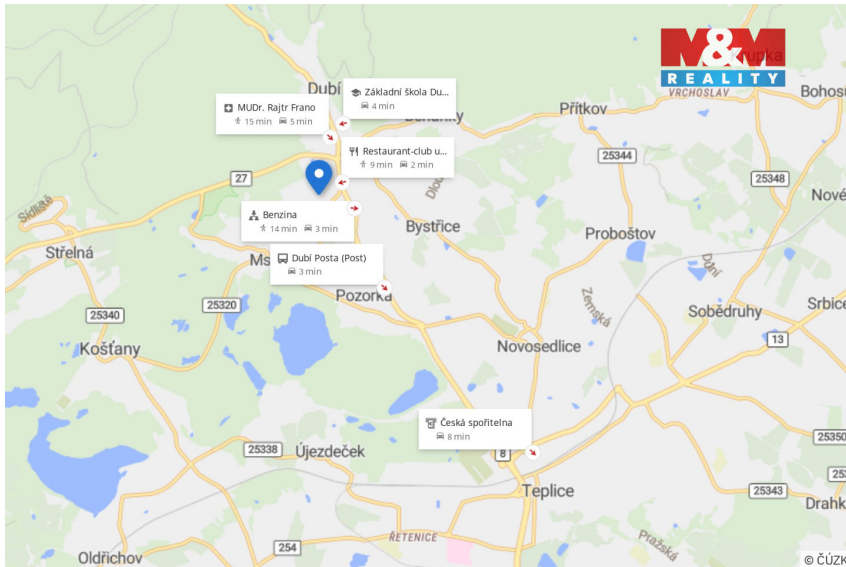 M&M
REALITY
Krupka
VRCHOSLAV
Dubí
Základní škola Du...
4 min
MUDr. Rajtr Frano
15 min 5 min
Přítkov
Restaurant-club u...
9 min 2 min
25344
27
25348
Nové
Sídliště
Benzina
14 min 3 min
Bystřice
Proboštov
Střelná
Dubí Posta (Post)
3 min
Dolní
Pozorka
Zemská
25320
25340
Sobědruhy
Srbice
Košťany
Novosedlice
13
Česká spořitelna
8 min
25338
Újezdeček
8
25350
Teplice
25343
Drahk
254
ŘETENICE
Pražská
Oldřichov
© ČÚZK